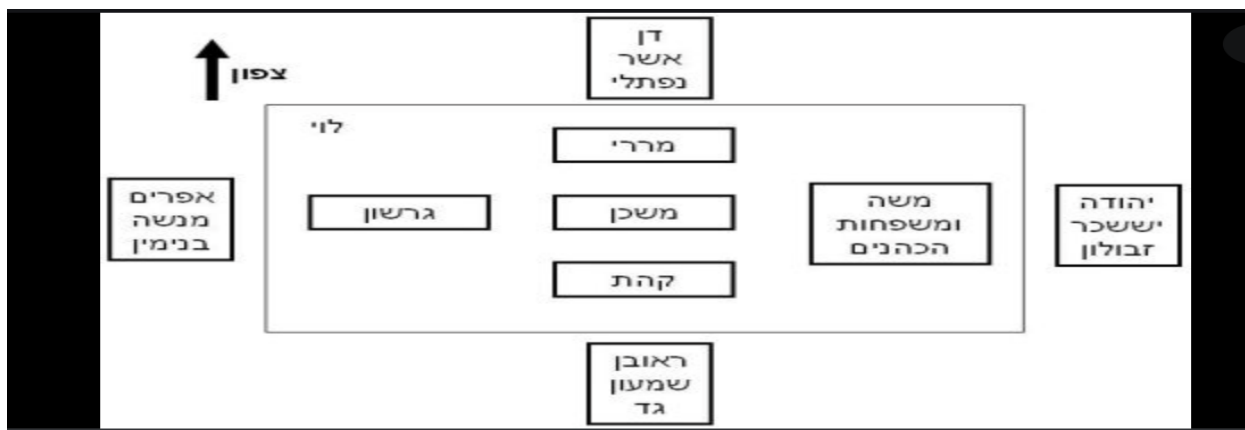 דן
אשר
נפתלי
צפון
לוי
מררי
יהודה
יששכר
זבולון
משה
ומשפחות
הכהנים
משכן
גרשון
אפרים
מנשה
בנימין
קהת
ראובן
שמעון
גד